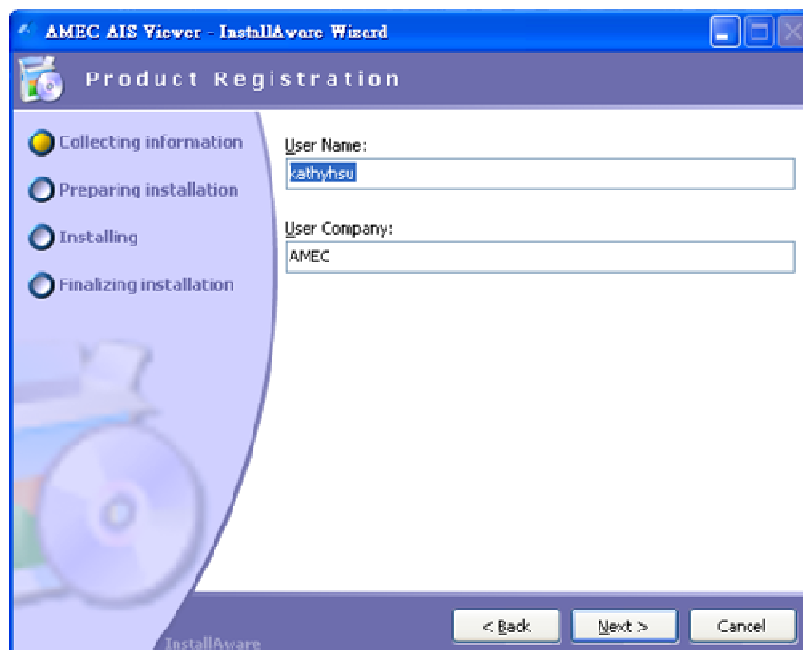 AMEC AIS Viewer - InstallAware Wizard
Product Registration
Collecting information
Preparing installation
Installing
Finalizing installation
User Name:
kathyhsu
User Company:
AMEC
InstallAware
< Back
Next >
Cancel